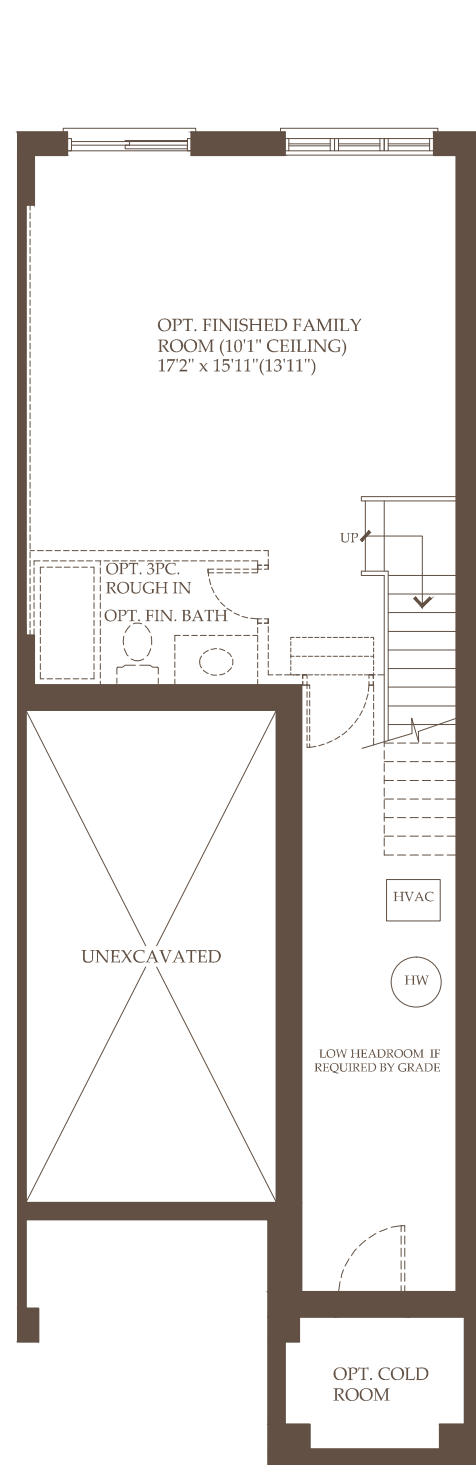 OPT. FINISHED FAMILY
ROOM (10'1" CEILING)
17'2" x 15'11"(13'11")
UP
OPT. 3PC.
ROUGH IN
OPT. FIN. BATH
HVAC
UNEXCAVATED
HW
LOW HEADROOM IF
REQUIRED BY GRADE
OPT. COLD
ROOM